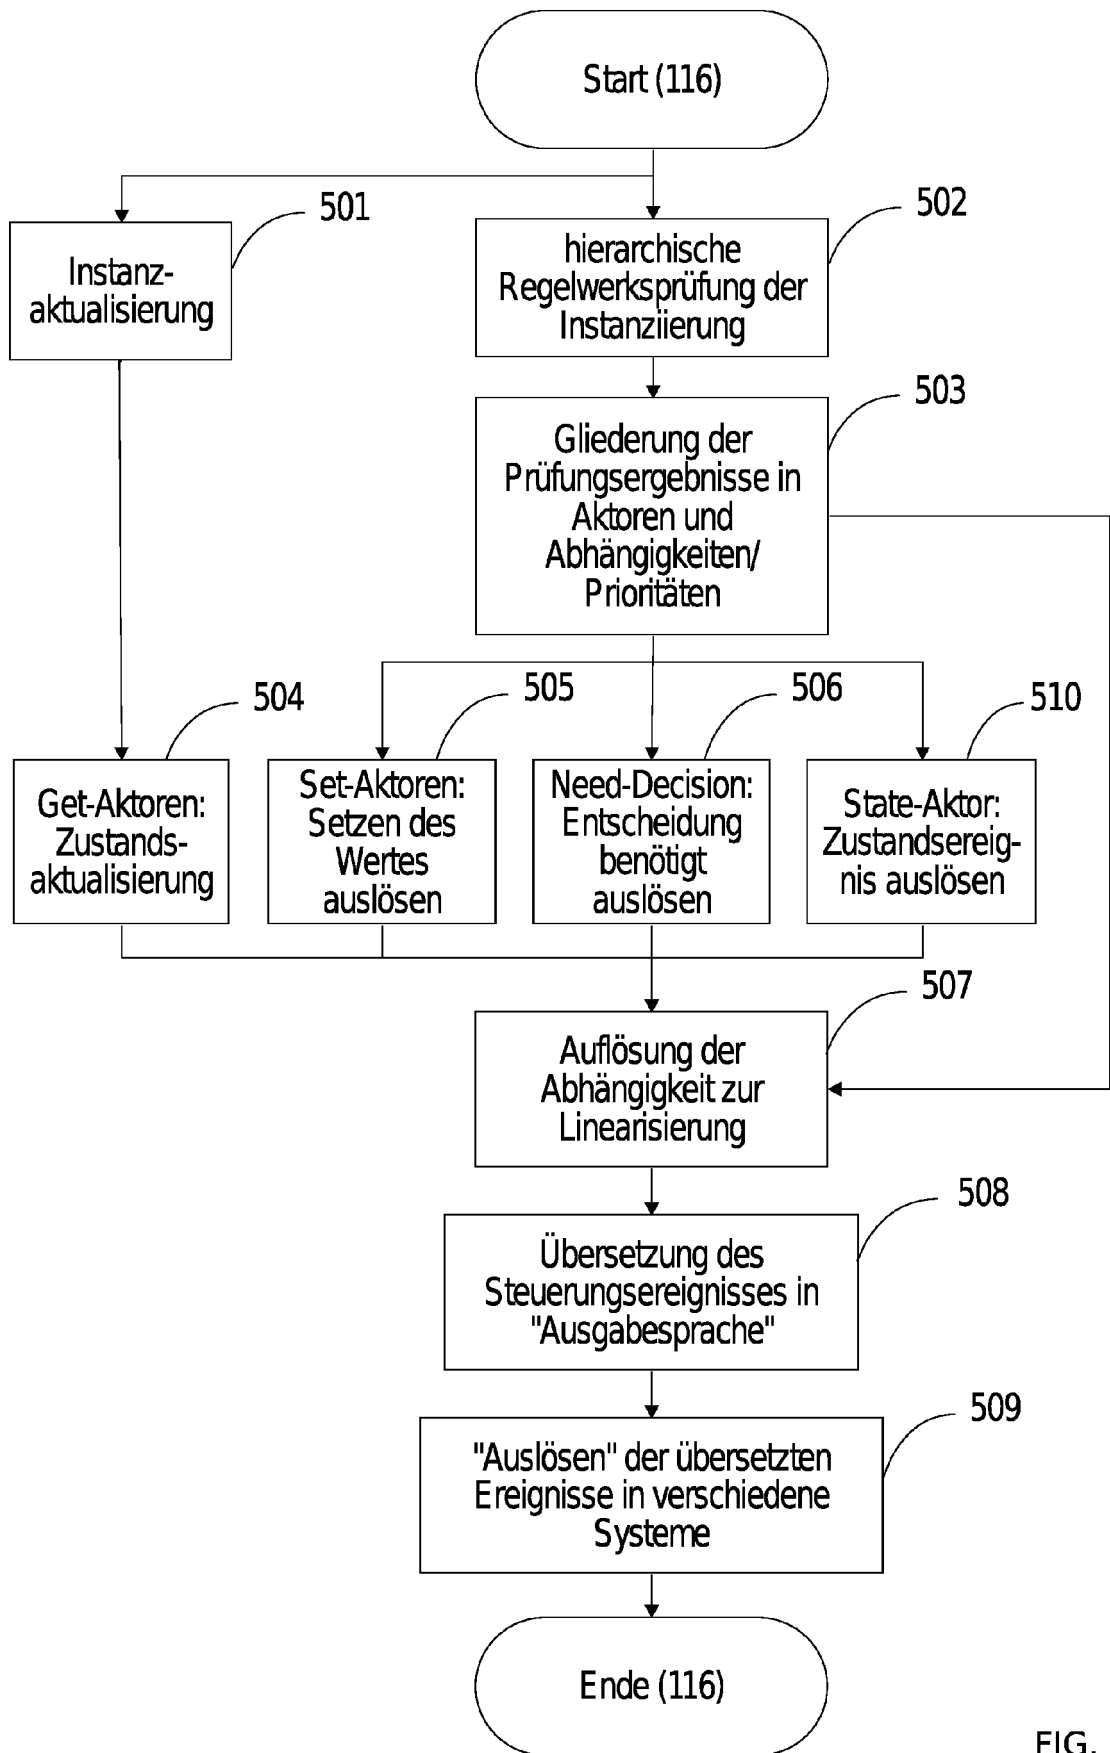 Start (116)
501
502
Instanz-
aktualisierung
hierarchische
Regelwerksprüfung der
Instanziierung
503
Gliederung der
Prüfungsergebnisse in
Aktoren und
Abhängigkeiten/
Prioritäten
504
505
506
510
Get-Aktoren:
Zustands-
aktualisierung
Set-Aktoren:
Setzen des
Wertes
auslösen
Need-Decision:
Entscheidung
benötigt
auslösen
State-Aktor:
Zustandsereig-
nis auslösen
507
Auflösung der
Abhängigkeit zur
Linearisierung
508
Übersetzung des
Steuerungsereignisses in
"Ausgabesprache"
509
"Auslösen" der übersetzten
Ereignisse in verschiedene
Systeme
Ende (116)
FIG.